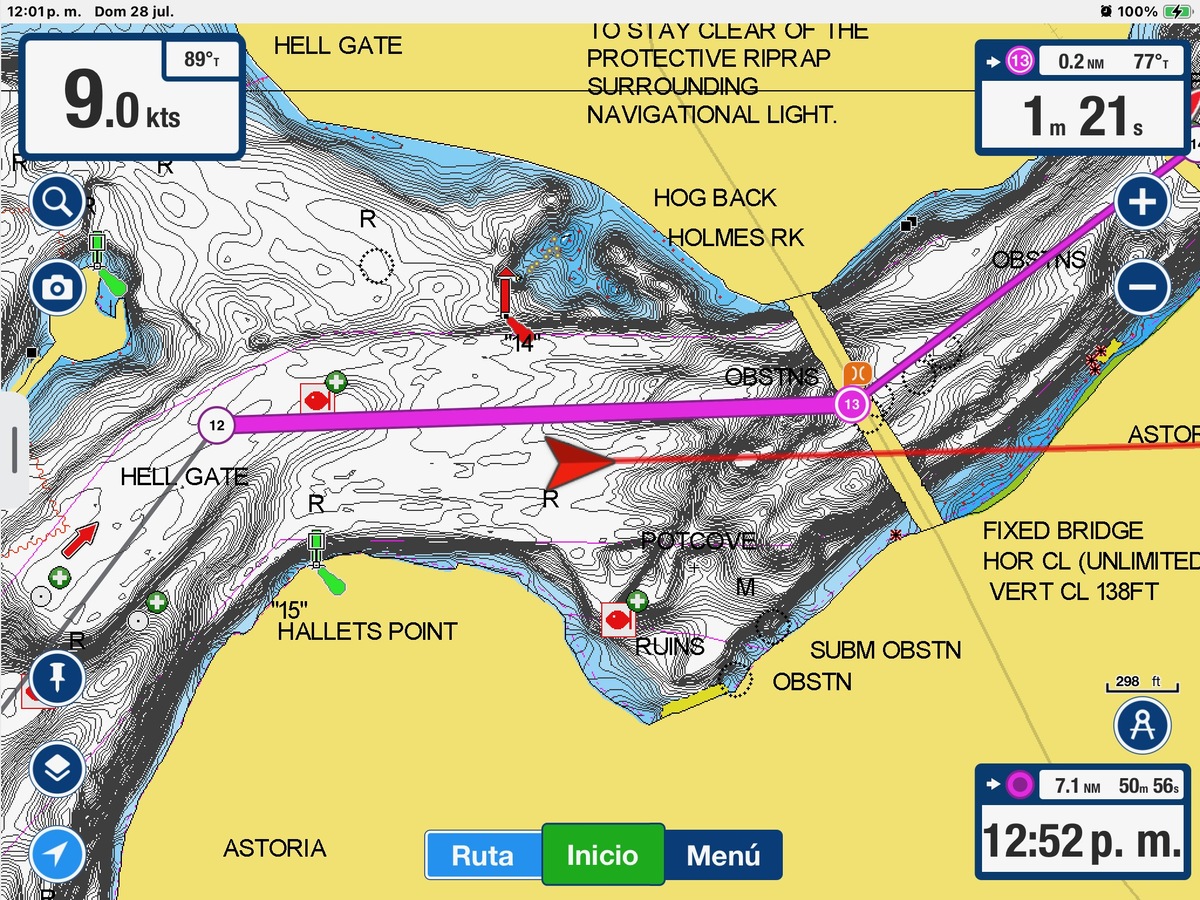 12:01 p. m.  Dom 28 jul.
100%
TO STAY CLEAR OF THE
PROTECTIVE RIPRAP
SURROUNDING
NAVIGATIONAL LIGHT.
HELL GATE
89°T
9.0 kts
13
0.2 NM 77°T
1m 21s
R
R
R
R
HOG BACK
HOLMES RK
OBSTNS
"14"
OBSTNS
13
12
HELL GATE
ASTOR
R
R
FIXED BRIDGE
HOR CL (UNLIMITED
VERT CL 138FT
POTCOVE
M
"15"
HALLETS POINT
R
RUINS
SUBM OBSTN
OBSTN
298 ft
7.1 NM 50m 56s
12:52 p. m.
ASTORIA
Ruta
Inicio
Menú
R